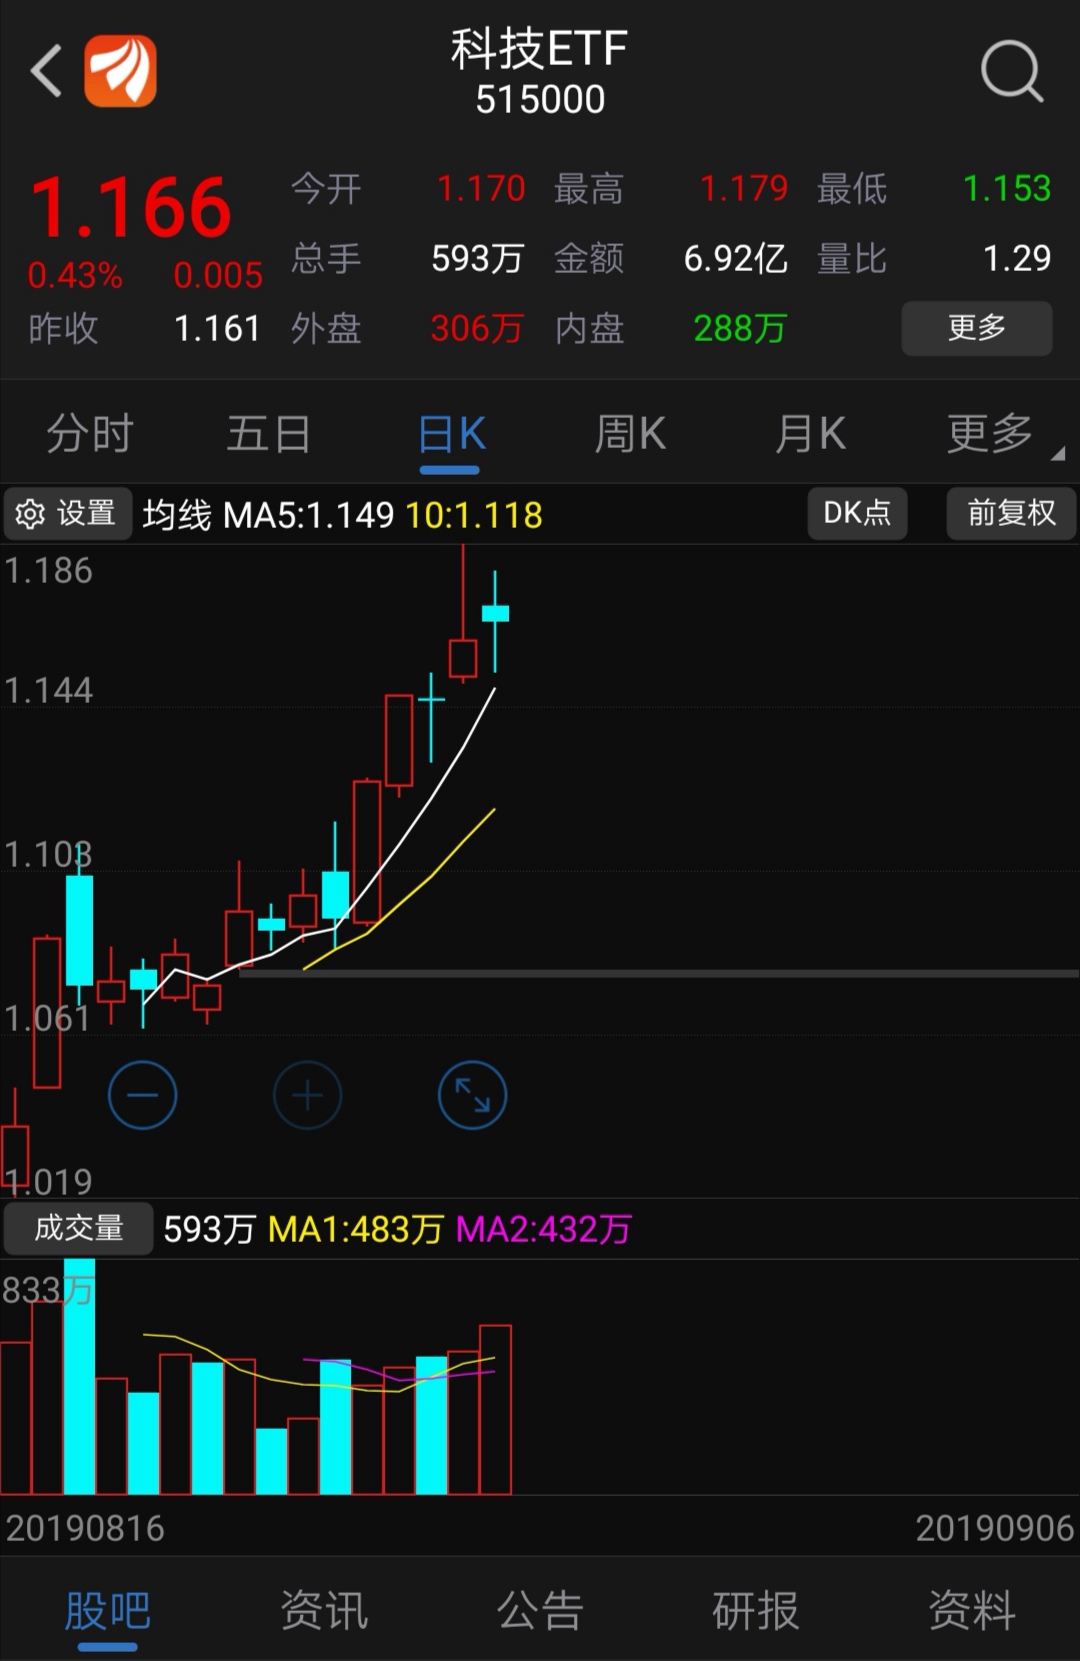 科技ETF
515000
1.166
0.43% 0.005
今开 1.170 最高 1.179 最低 1.153
总手 593万 金额 6.92亿 量比 1.29
昨收 1.161 外盘 306万 内盘 288万 更多
分时 五日 日K 周K 月K 更多
设置 均线 MA5:1.149 10:1.118 DK点 前复权
1.186
1.144
1.103
1.061
1.019
成交量 593万 MA1:483万 MA2:432万
833万
20190816 20190906
股吧 资讯 公告 研报 资料